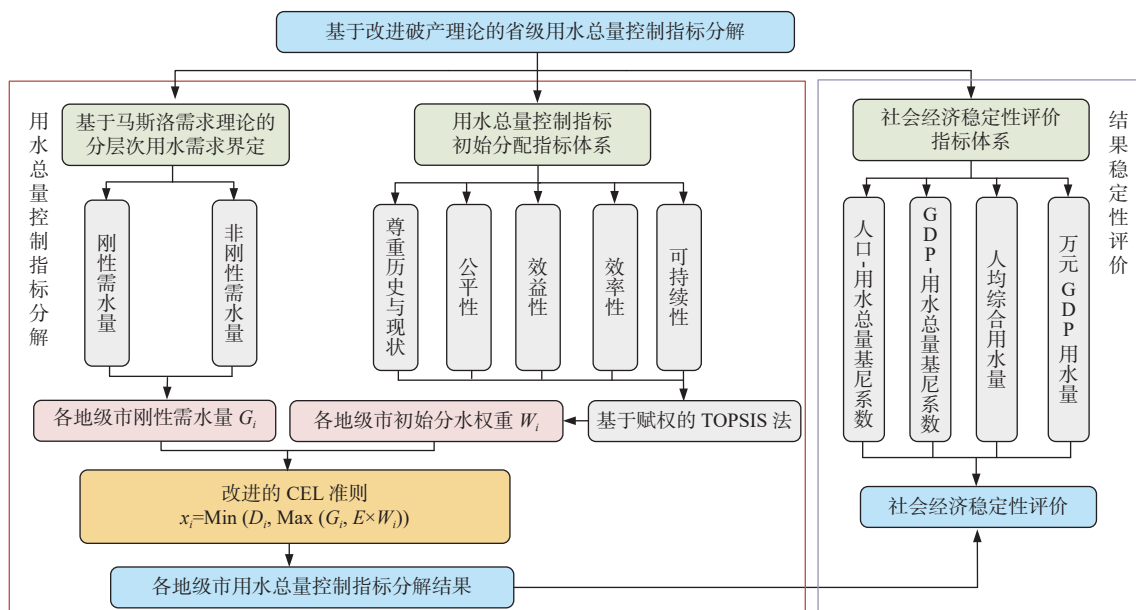 基于改进破产理论的省级用水总量控制指标分解
用水总量控制指标分解
基于马斯洛需求理论的
分层次用水需求界定
刚性需水量
非刚性需水量
用水总量控制指标
初始分配指标体系
尊重历史与现状
公平性
效益性
效率性
可持续性
各地级市刚性需水量 Gi
各地级市初始分水权重 Wi
基于赋权的 TOPSIS 法
改进的 CEL 准则
xi=Min (Di, Max (Gi, E×Wi))
各地级市用水总量控制指标分解结果
社会经济稳定性评价
指标体系
结果稳定性评价
人口-用水总量基尼系数
GDP-用水总量基尼系数
人均综合用水量
万元 GDP 用水量
社会经济稳定性评价